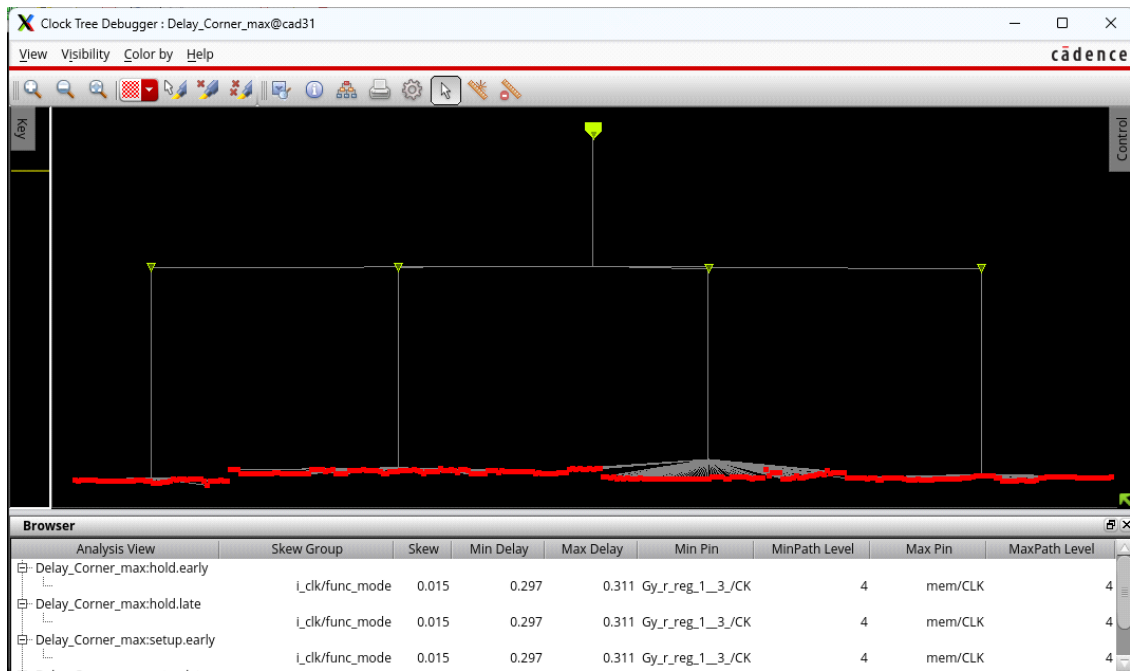 Clock Tree Debugger : Delay_Corner_max@cad31
View Visibility Color by Help
cādence
Key
Control
Browser
Analysis View Skew Group Skew Min Delay Max Delay Min Pin MinPath Level Max Pin MaxPath Level
Delay_Corner_max:hold.early
i_clk/func_mode 0.015 0.297 0.311 Gy_r_reg_1__3_/CK 4 mem/CLK 4
Delay_Corner_max:hold.late
i_clk/func_mode 0.015 0.297 0.311 Gy_r_reg_1__3_/CK 4 mem/CLK 4
Delay_Corner_max:setup.early
i_clk/func_mode 0.015 0.297 0.311 Gy_r_reg_1__3_/CK 4 mem/CLK 4